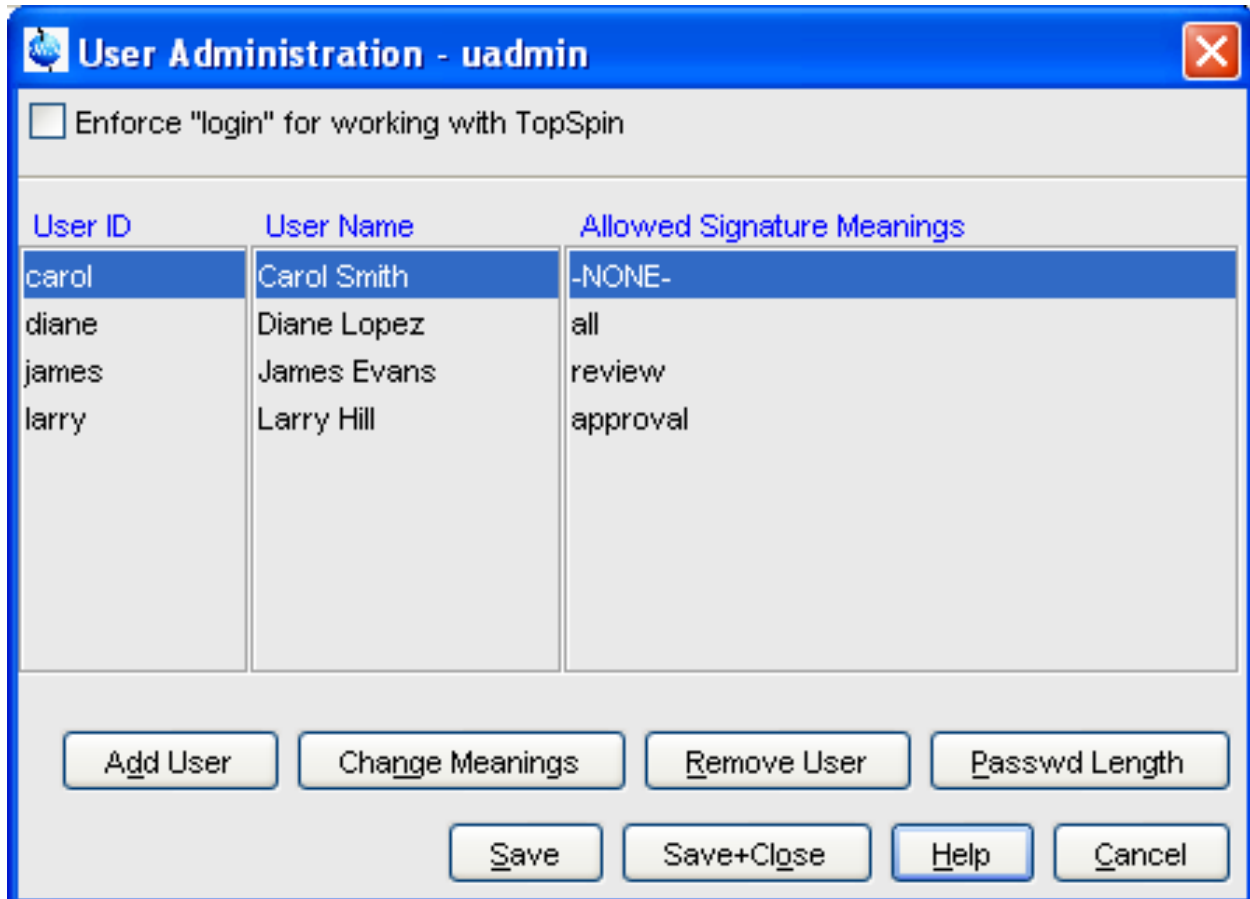 User Administration - uadmin
Enforce "login" for working with TopSpin
User ID User Name Allowed Signature Meanings
carol Carol Smith -NONE-
diane Diane Lopez all
james James Evans review
larry Larry Hill approval
Add User Change Meanings Remove User Passwd Length
Save Save+Close Help Cancel